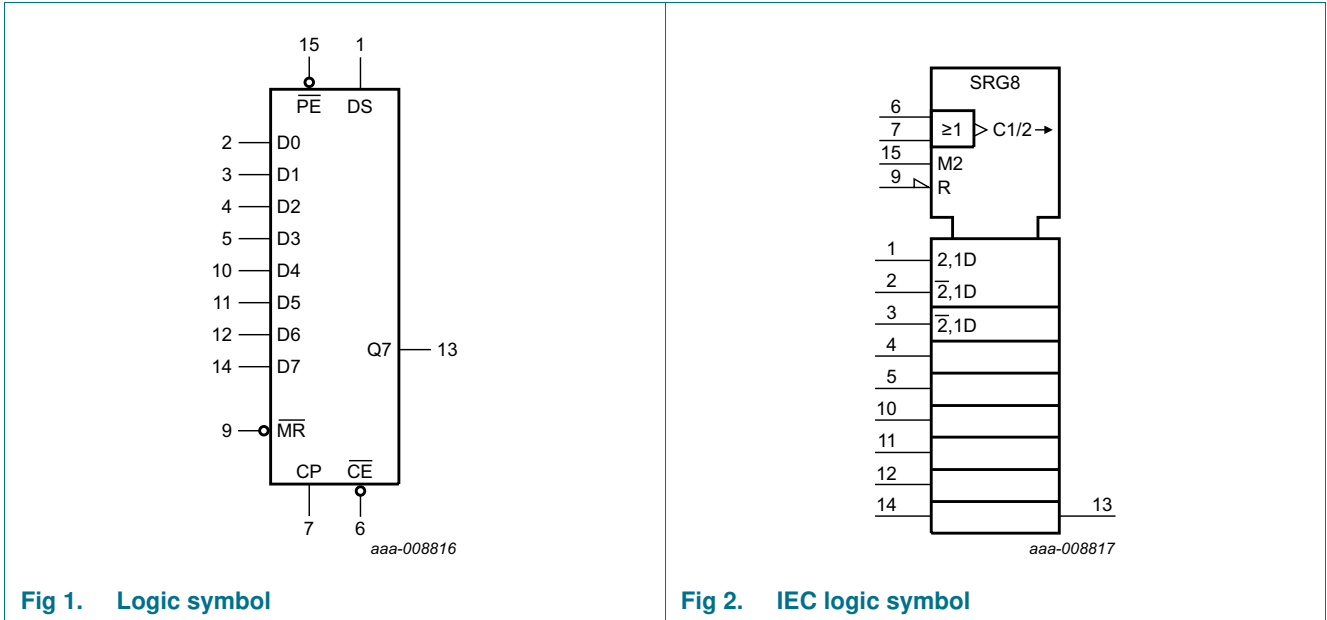 15 1
P̅E̅ DS
2 D0
3 D1
4 D2
5 D3
10 D4
11 D5
12 D6
Q7 13
14 D7
9 M̅R̅
CP C̅E̅
7 6
aaa-008816
Fig 1. Logic symbol
SRG8
6
7 ≥1 C1/2
15 M2
9 R
1 2,1D
2 2̅,1D
3 2̅,1D
4
5
10
11
12
14 13
aaa-008817
Fig 2. IEC logic symbol